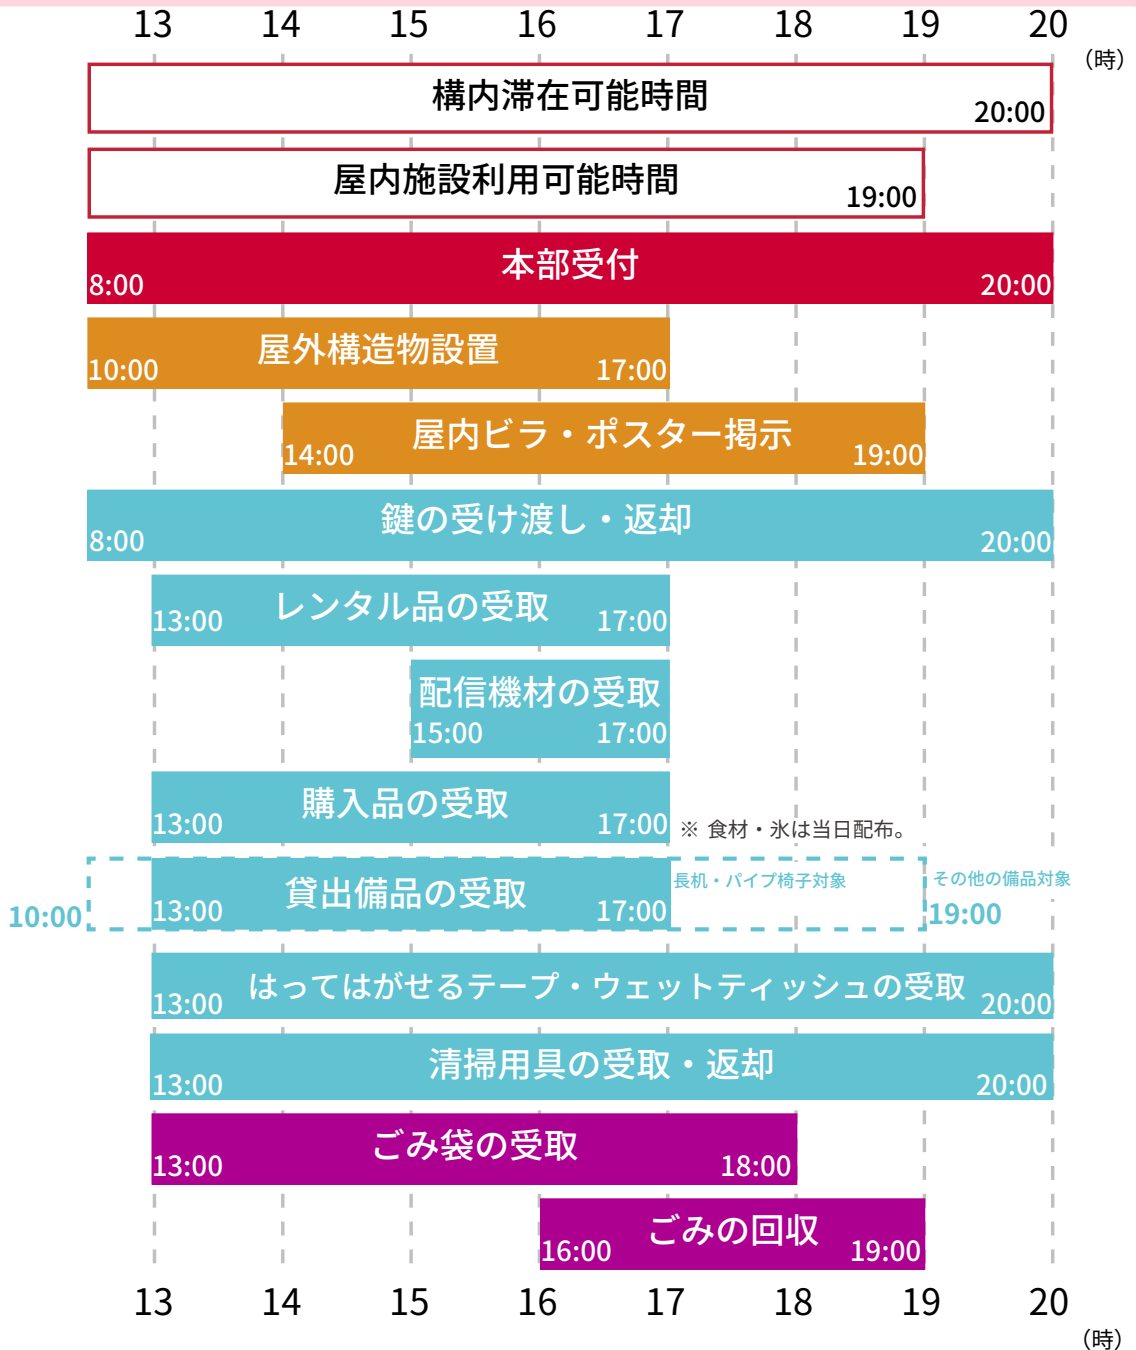 13 14 15 16 17 18 19 20
（時）
構内滞在可能時間
20:00
屋内施設利用可能時間
19:00
本部受付
8:00 20:00
屋外構造物設置
10:00 17:00
屋内ビラ・ポスター掲示
14:00 19:00
鍵の受け渡し・返却
8:00 20:00
レンタル品の受取
13:00 17:00
配信機材の受取
15:00 17:00
購入品の受取
13:00 17:00
※ 食材・氷は当日配布。
貸出備品の受取
長机・パイプ椅子対象
その他の備品対象
10:00 13:00 17:00 19:00
はってはがせるテープ・ウェットティッシュの受取
13:00 20:00
清掃用具の受取・返却
13:00 20:00
ごみ袋の受取
13:00 18:00
ごみの回収
16:00 19:00
13 14 15 16 17 18 19 20
（時）